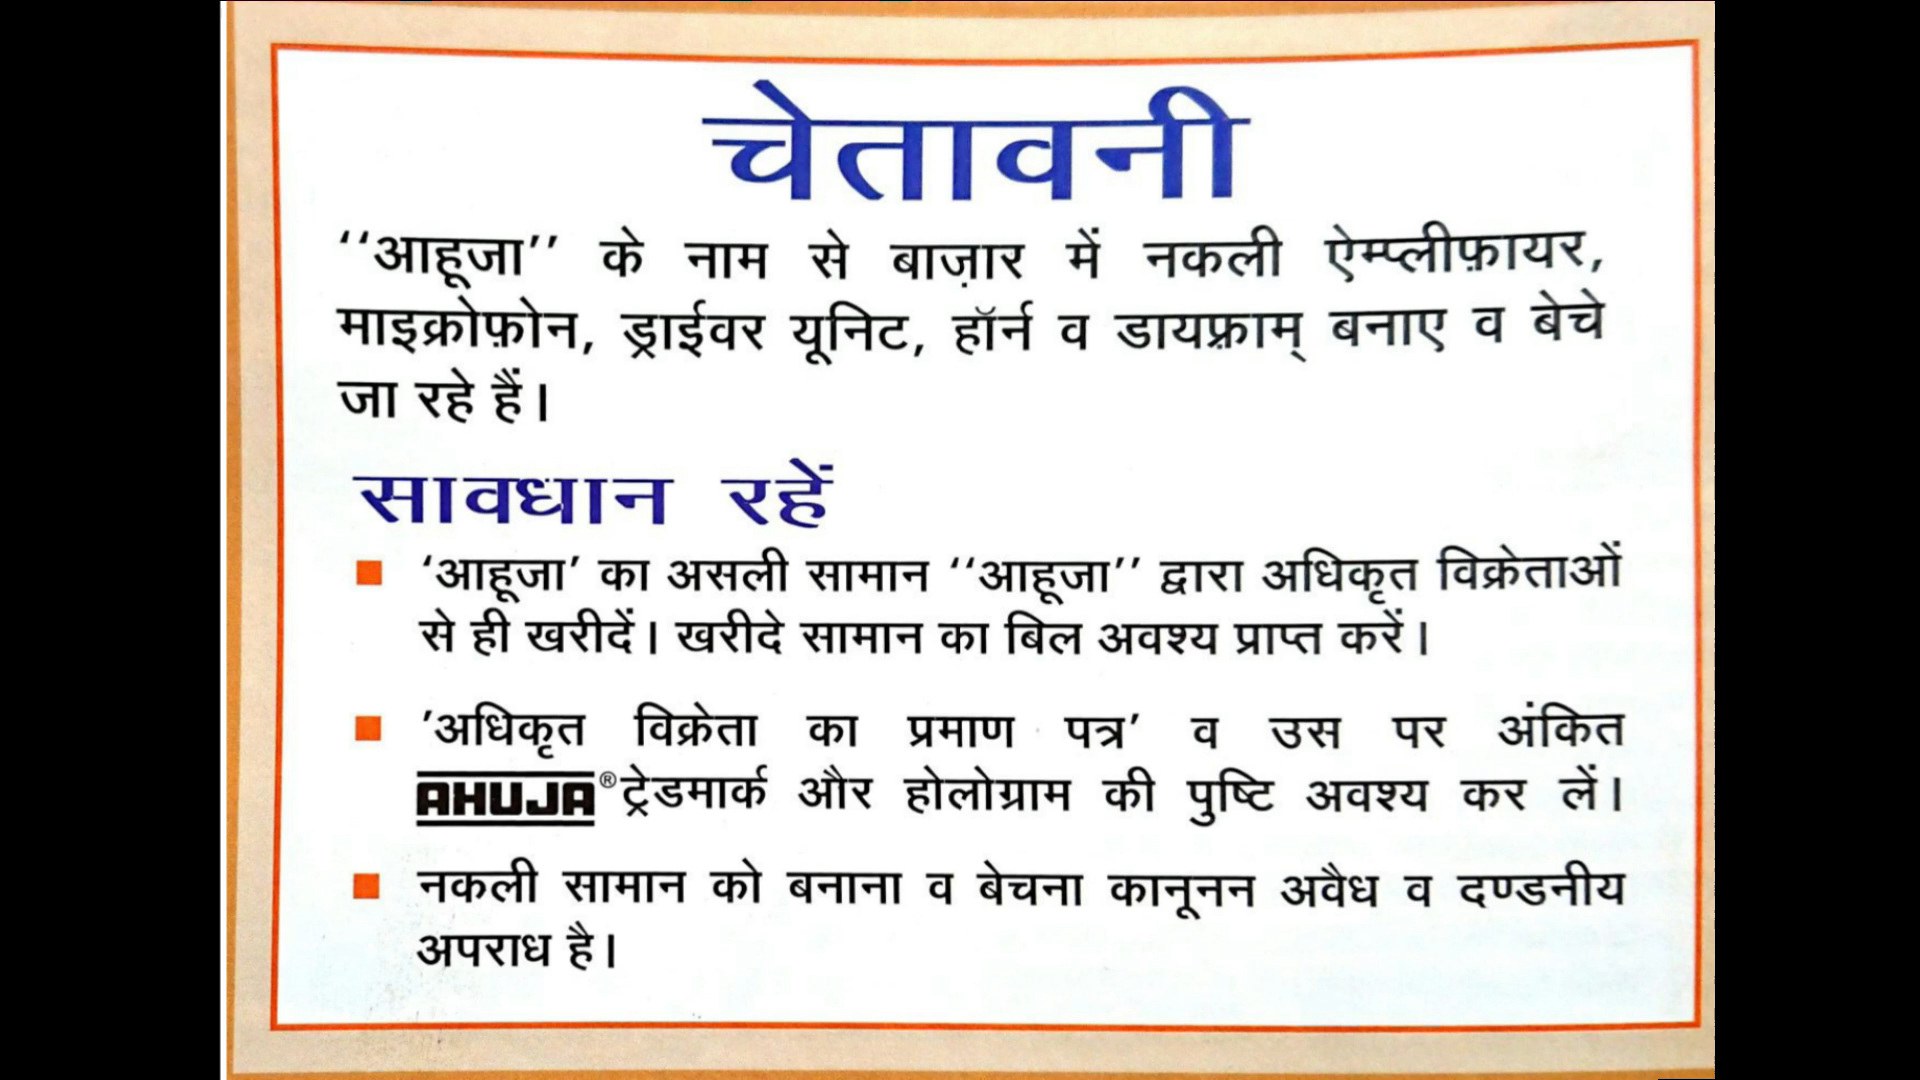 चेतावनी
‘‘आहूजा’’ के नाम से बाज़ार में नकली ऐम्प्लीफ़ायर,
माइक्रोफ़ोन, ड्राईवर यूनिट, हॉर्न व डायफ़्राम् बनाए व बेचे
जा रहे हैं।
सावधान रहें
■ ‘आहूजा’ का असली सामान ‘‘आहूजा’’ द्वारा अधिकृत विक्रेताओं
से ही खरीदें। खरीदे सामान का बिल अवश्य प्राप्त करें।
■ ’अधिकृत विक्रेता का प्रमाण पत्र’ व उस पर अंकित
AHUJA® ट्रेडमार्क और होलोग्राम की पुष्टि अवश्य कर लें।
■ नकली सामान को बनाना व बेचना कानूनन अवैध व दण्डनीय
अपराध है।